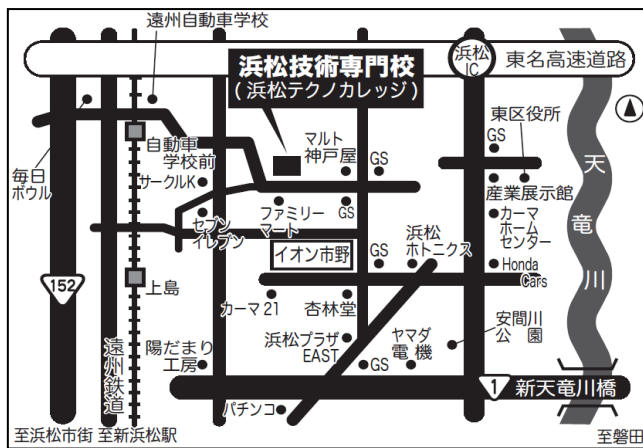 遠州自動車学校
浜松技術専門校
(浜松テクノカレッジ)
浜松
IC
東名高速道路
毎日
ボウル
自動車
学校前
サークルK
マルト
神戸屋
GS
GS
東区役所
産業展示館
カーマ
ホーム
センター
天竜川
セブン
イレブン
ファミリー
マート
GS
イオン市野
GS
浜松
ホトニクス
Honda
Cars
152
上島
カーマ21
杏林堂
遠州鉄道
陽だまり
工房
浜松プラザ
EAST
GS
ヤマダ
電機
安間川
公園
パチンコ
1
新天竜川橋
至浜松市街
至新浜松駅
至磐田